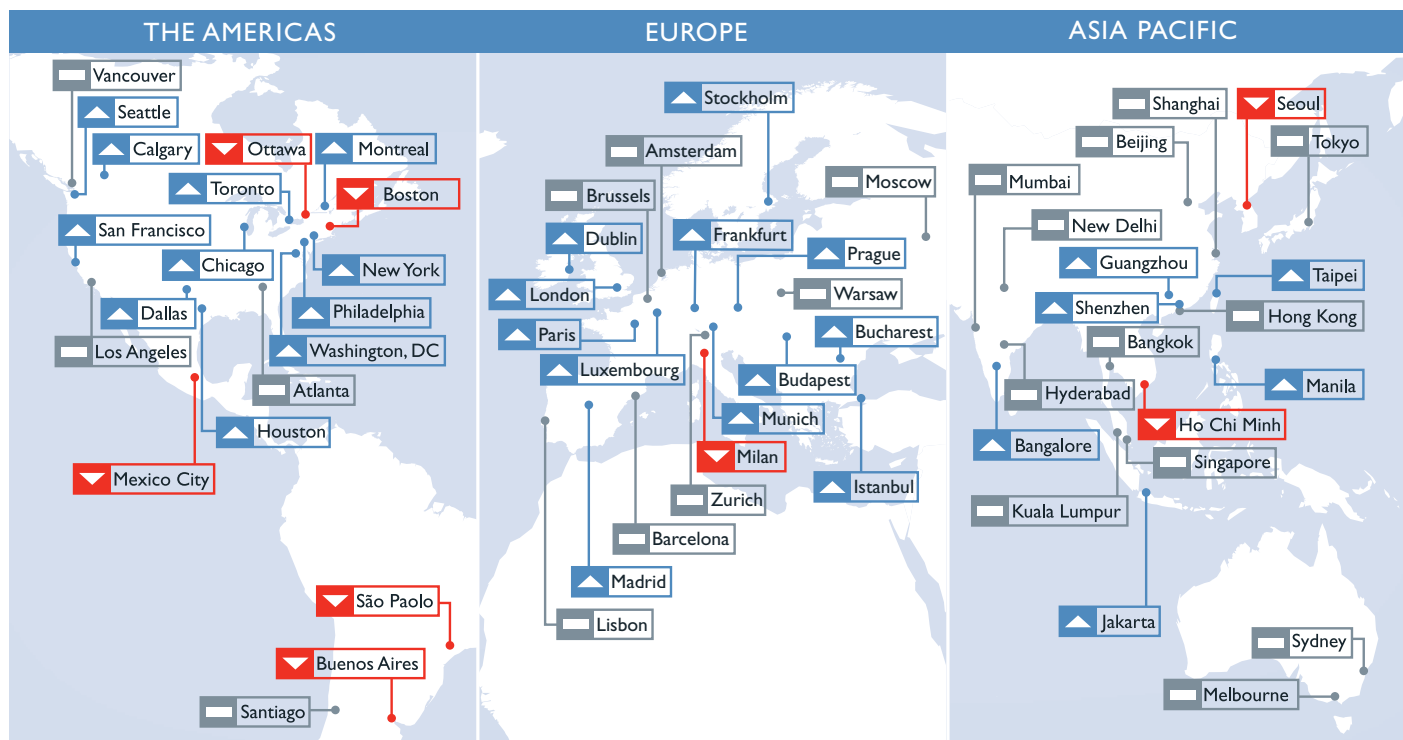 THE AMERICAS
Vancouver
Seattle
Calgary
Ottawa
Montreal
Toronto
Boston
San Francisco
Chicago
New York
Dallas
Philadelphia
Los Angeles
Washington, DC
Atlanta
Houston
Mexico City
São Paolo
Buenos Aires
Santiago
EUROPE
Stockholm
Amsterdam
Moscow
Brussels
Dublin
Frankfurt
Prague
London
Warsaw
Paris
Bucharest
Luxembourg
Budapest
Munich
Milan
Istanbul
Zurich
Barcelona
Madrid
Lisbon
ASIA PACIFIC
Shanghai
Seoul
Beijing
Tokyo
Mumbai
New Delhi
Guangzhou
Taipei
Shenzhen
Hong Kong
Bangkok
Manila
Hyderabad
Ho Chi Minh
Bangalore
Singapore
Kuala Lumpur
Jakarta
Sydney
Melbourne